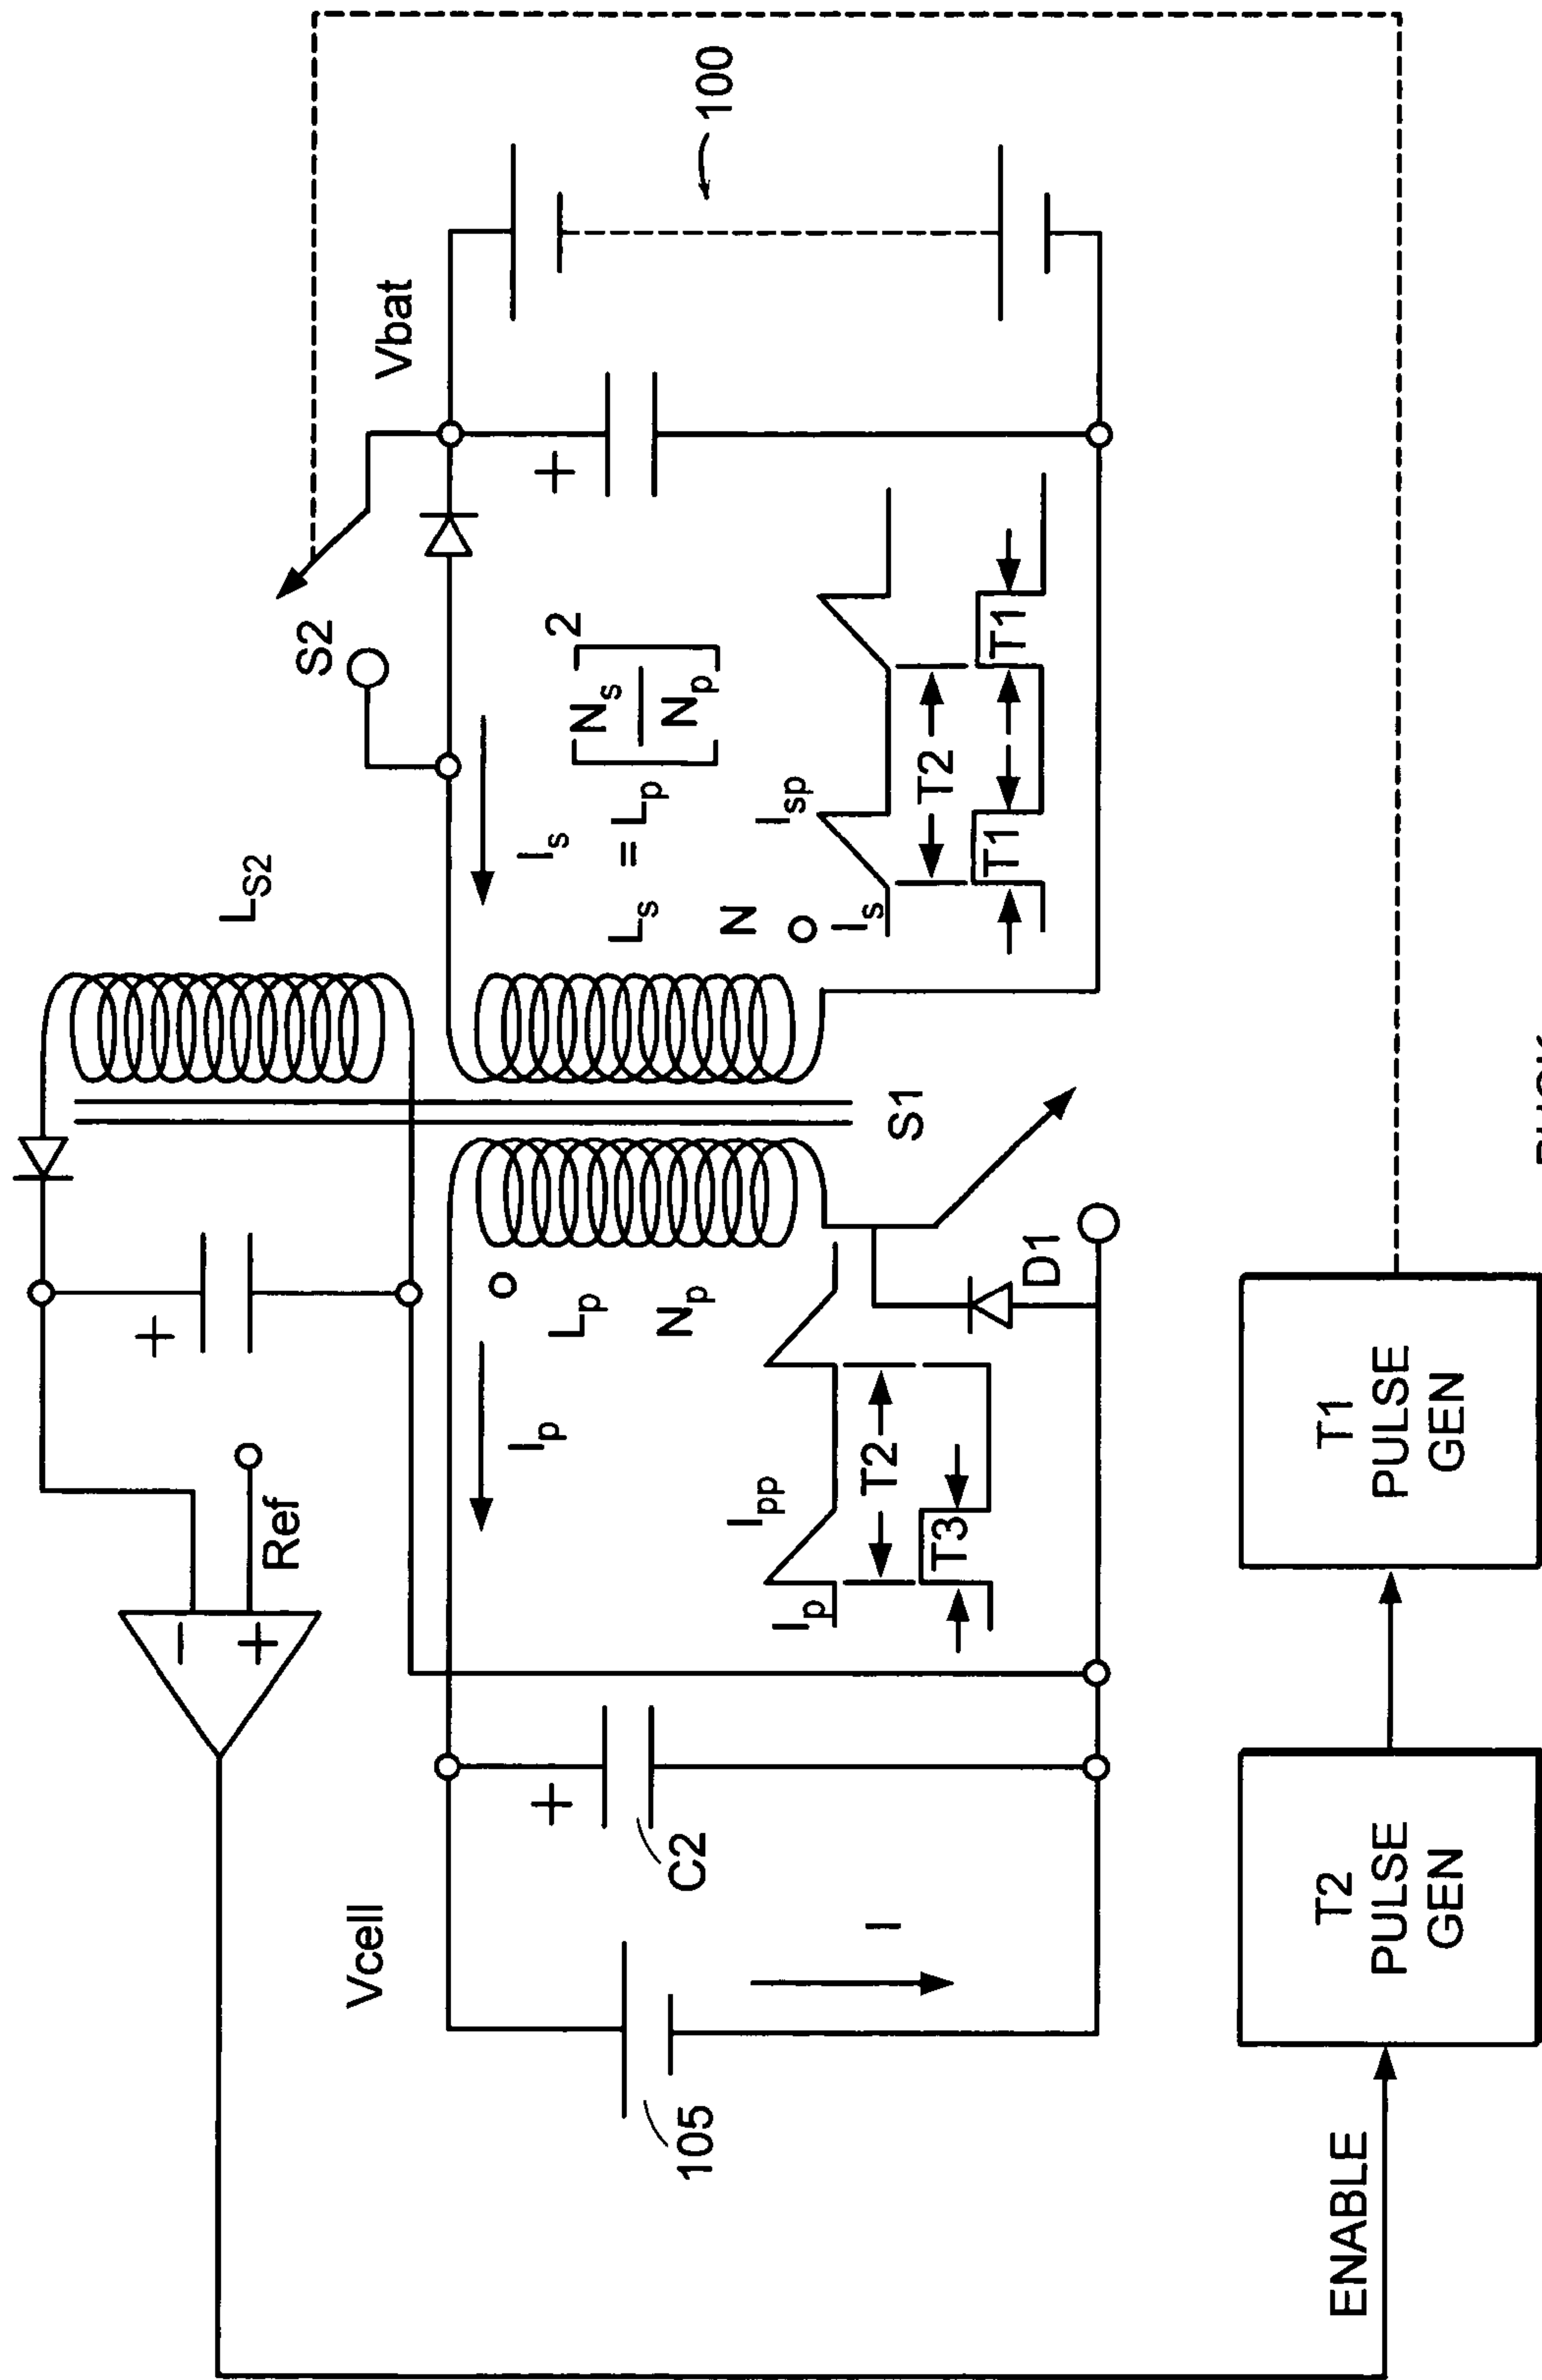 100
Vbat
S2
L_S2
I_s
L_s = L_p [N_s / N_p]^2
N
I_s
I_sp
T2
T1
T1
S1
I_p
L_p
N_p
D1
I_p
I_pp
T2
T3
Ref
−
+
+
+
+
Vcell
C2
105
I
ENABLE
T2
PULSE
GEN
T1
PULSE
GEN